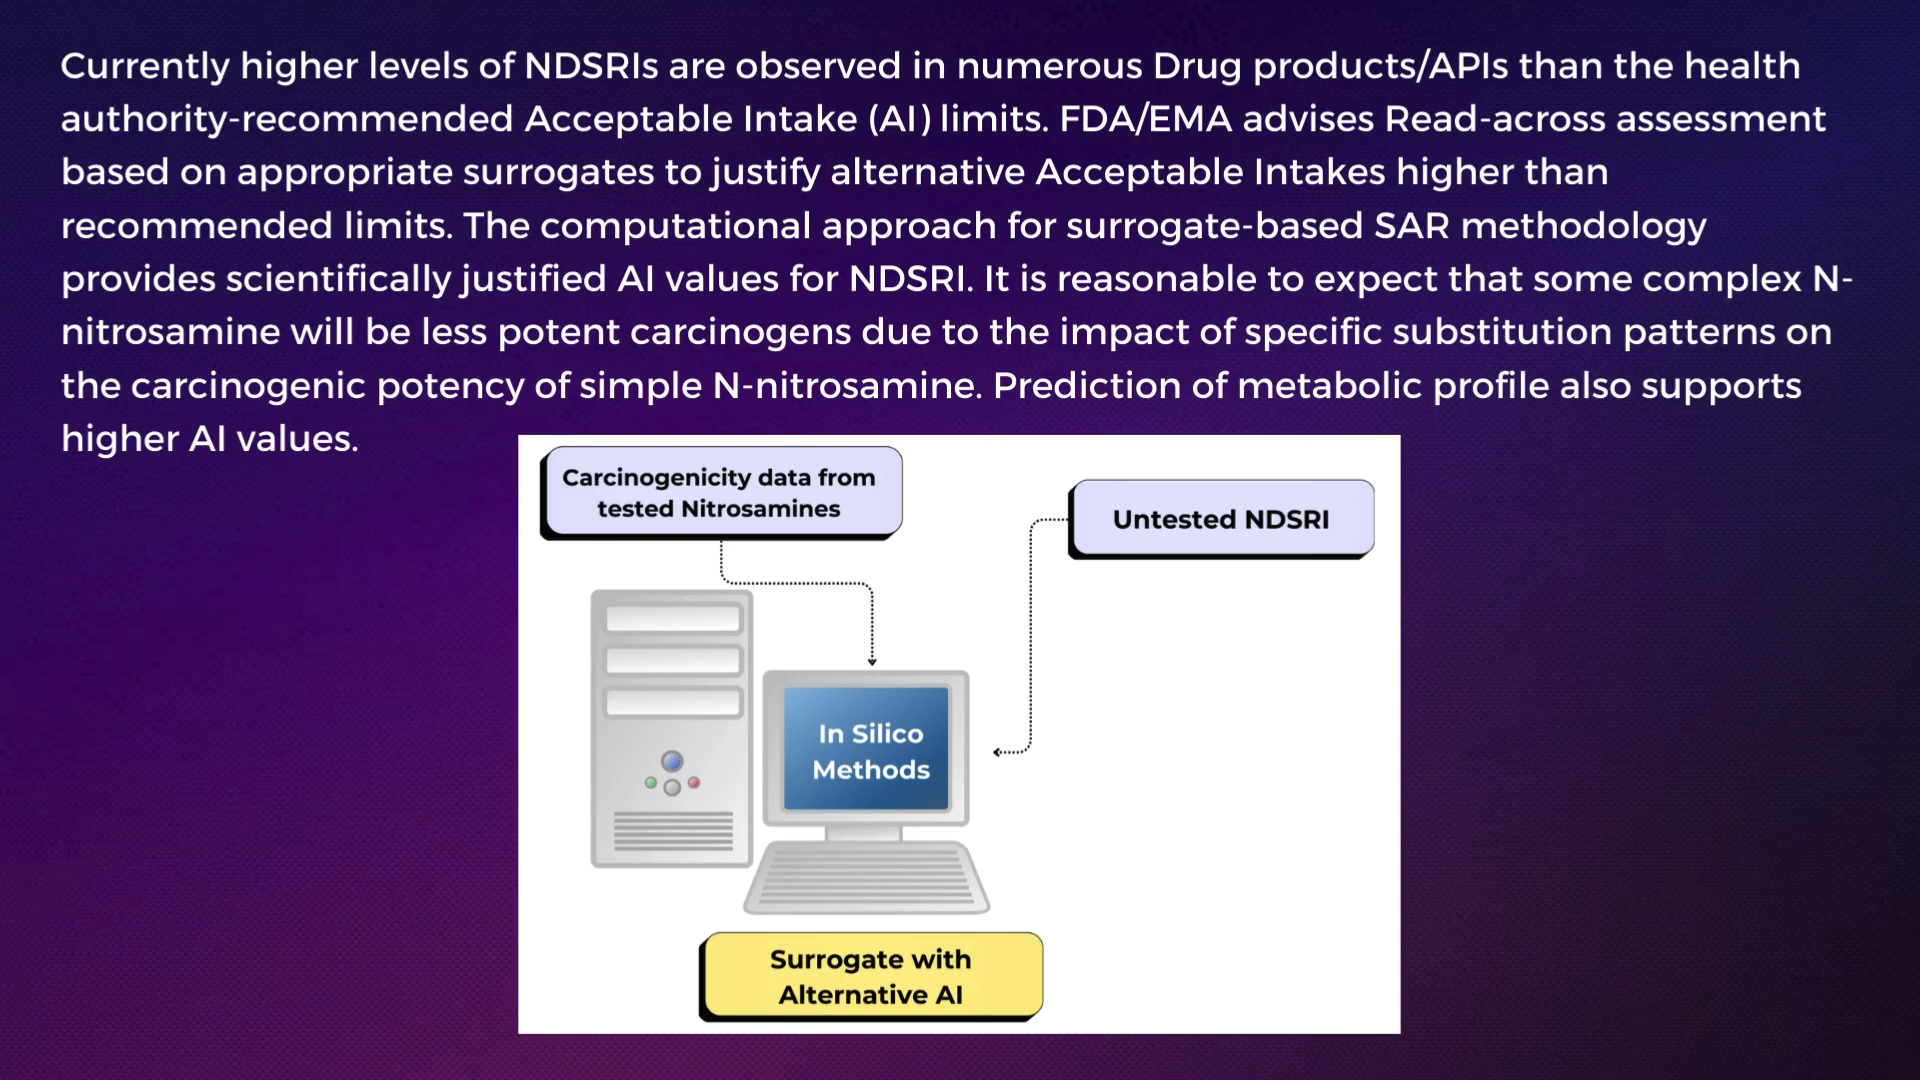 Currently higher levels of NDSRIs are observed in numerous Drug products/APIs than the health
authority-recommended Acceptable Intake (AI) limits. FDA/EMA advises Read-across assessment
based on appropriate surrogates to justify alternative Acceptable Intakes higher than
recommended limits. The computational approach for surrogate-based SAR methodology
provides scientifically justified AI values for NDSRI. It is reasonable to expect that some complex N-
nitrosamine will be less potent carcinogens due to the impact of specific substitution patterns on
the carcinogenic potency of simple N-nitrosamine. Prediction of metabolic profile also supports
higher AI values.
Carcinogenicity data from
tested Nitrosamines
Untested NDSRI
In Silico
Methods
Surrogate with
Alternative AI